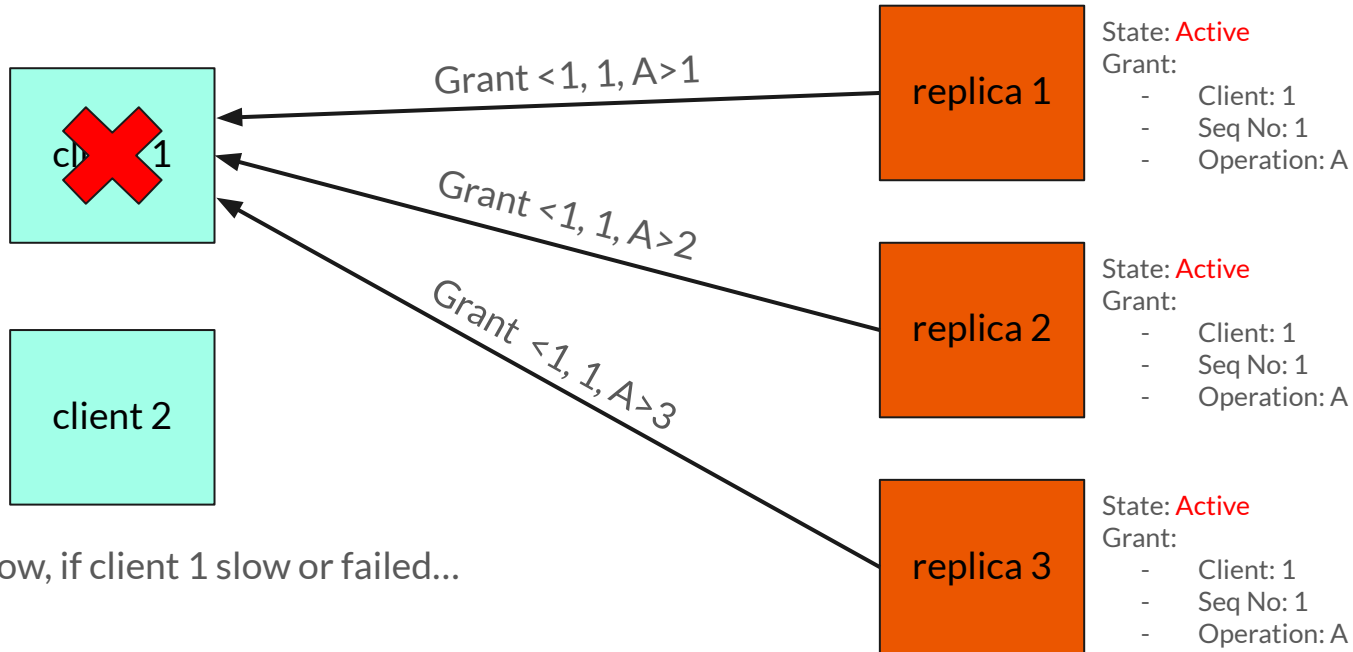 Grant <1, 1, A>1
replica 1
State: Active
Grant:
- Client: 1
- Seq No: 1
- Operation: A
1
Grant <1, 1, A>2
replica 2
State: Active
Grant:
- Client: 1
- Seq No: 1
- Operation: A
client 2
Grant <1, 1, A>3
replica 3
State: Active
Grant:
- Client: 1
- Seq No: 1
- Operation: A
ow, if client 1 slow or failed...